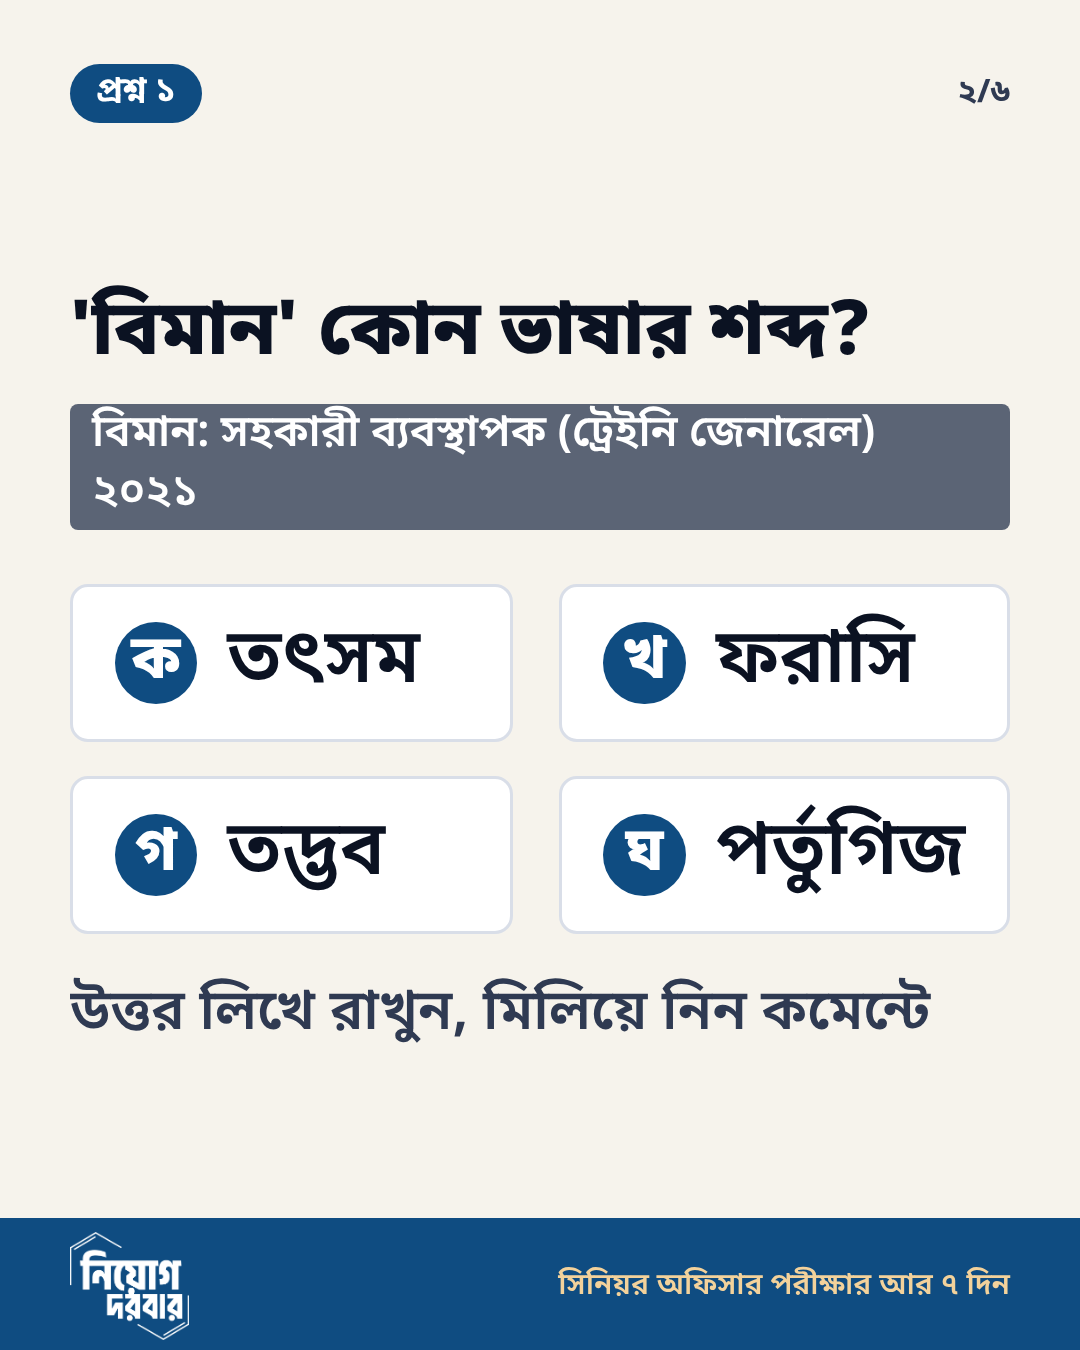 প্রশ্ন ১
২/৬
'বিমান' কোন ভাষার শব্দ?
বিমান: সহকারী ব্যবস্থাপক (ট্রেইনি জেনারেল)
২০২১
ক তৎসম
খ ফরাসি
গ তদ্ভব
ঘ পর্তুগিজ
উত্তর লিখে রাখুন, মিলিয়ে নিন কমেন্টে
নিয়োগ
দরবার
সিনিয়র অফিসার পরীক্ষার আর ৭ দিন